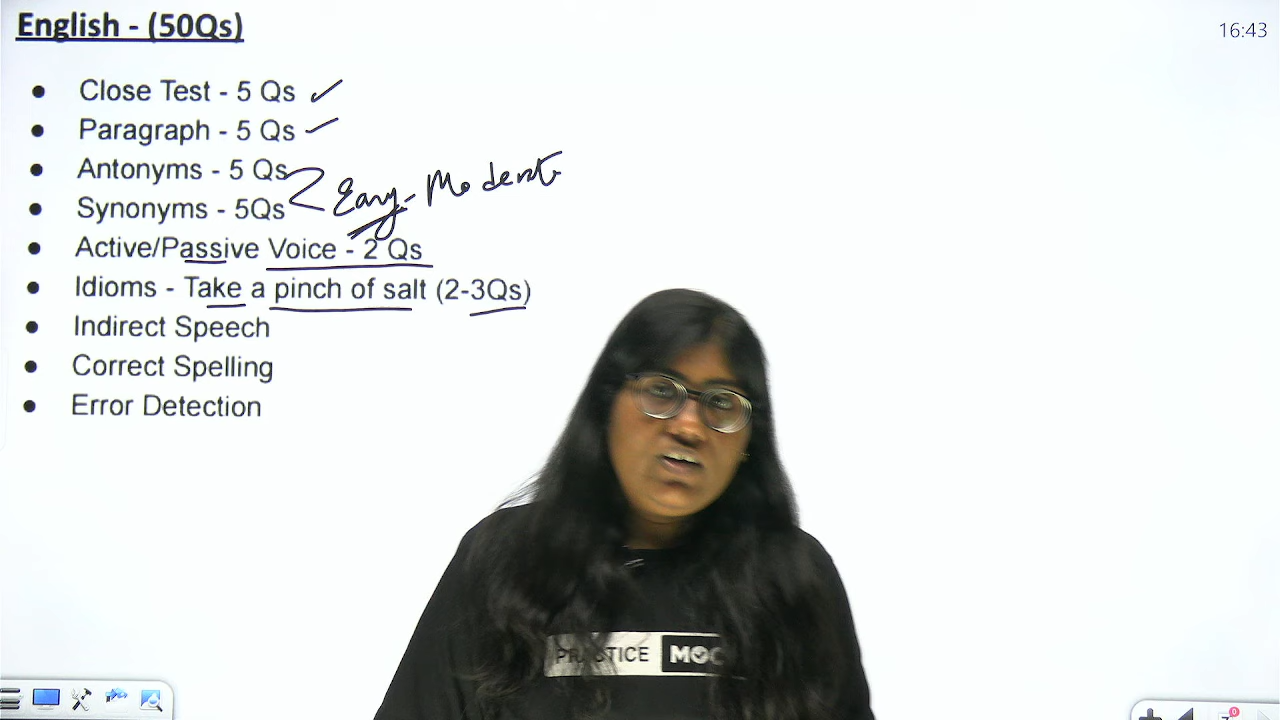 English - (50Qs)
16:43
Close Test - 5 Qs
Paragraph - 5 Qs
Antonyms - 5 Qs
Easy - Moderate
Synonyms - 5Qs
Active/Passive Voice - 2 Qs
Idioms - Take a pinch of salt (2-3Qs)
Indirect Speech
Correct Spelling
Error Detection
PRACTICE MOC